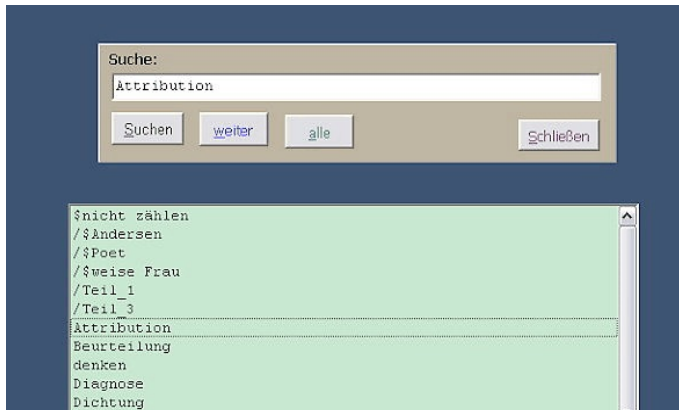 Suche:
Attribution
Suchen weiter alle Schließen
$nicht zählen
/$Andersen
/$Poet
/$weise Frau
/Teil_1
/Teil_3
Attribution
Beurteilung
denken
Diagnose
Dichtung